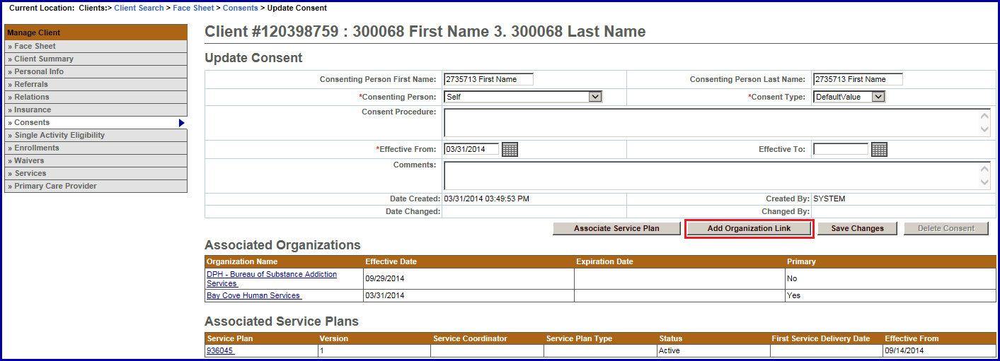 Current Location: Clients:> Client Search > Face Sheet > Consents > Update Consent
Manage Client
» Face Sheet
» Client Summary
» Personal Info
» Referrals
» Relations
» Insurance
» Consents
» Single Activity Eligibility
» Enrollments
» Waivers
» Services
» Primary Care Provider
Client #120398759 : 300068 First Name 3. 300068 Last Name
Update Consent
Consenting Person First Name: 2735713 First Name Consenting Person Last Name: 2735713 First Name
*Consenting Person: Self *Consent Type: DefaultValue
Consent Procedure:
*Effective From: 03/31/2014 Effective To:
Comments:
Date Created: 03/31/2014 03:49:53 PM Created By: SYSTEM
Date Changed: Changed By:
Associate Service Plan Add Organization Link Save Changes Delete Consent
Associated Organizations
Organization Name Effective Date Expiration Date Primary
DPH - Bureau of Substance Addiction
Services 09/29/2014 No
Bay Cove Human Services 03/31/2014 Yes
Associated Service Plans
Service Plan Version Service Coordinator Service Plan Type Status First Service Delivery Date Effective From
936045 1 Active 09/14/2014